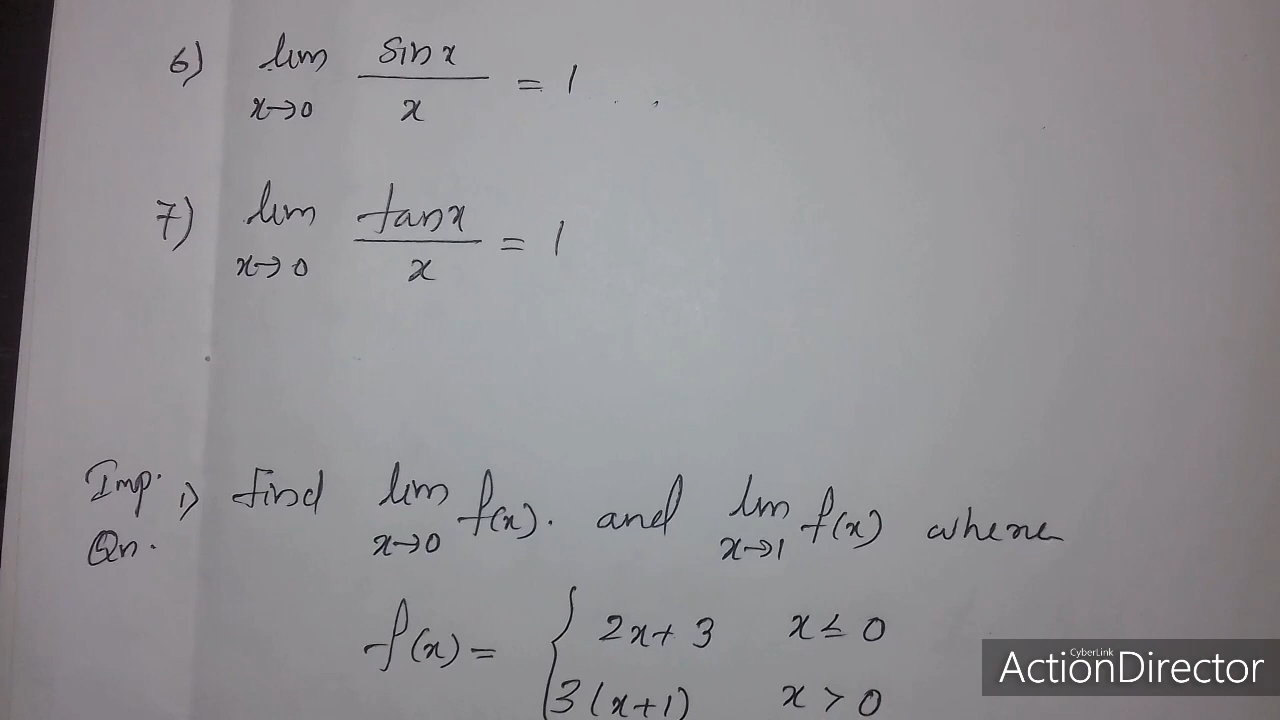 6) lim x→0 sin x / x = 1
7) lim x→0 tan x / x = 1
Imp. Qn. 1) Find lim x→0 f(x). and lim x→1 f(x) where
f(x) = { 2x+3 x ≤ 0
3(x+1) x > 0
CyberLink
ActionDirector